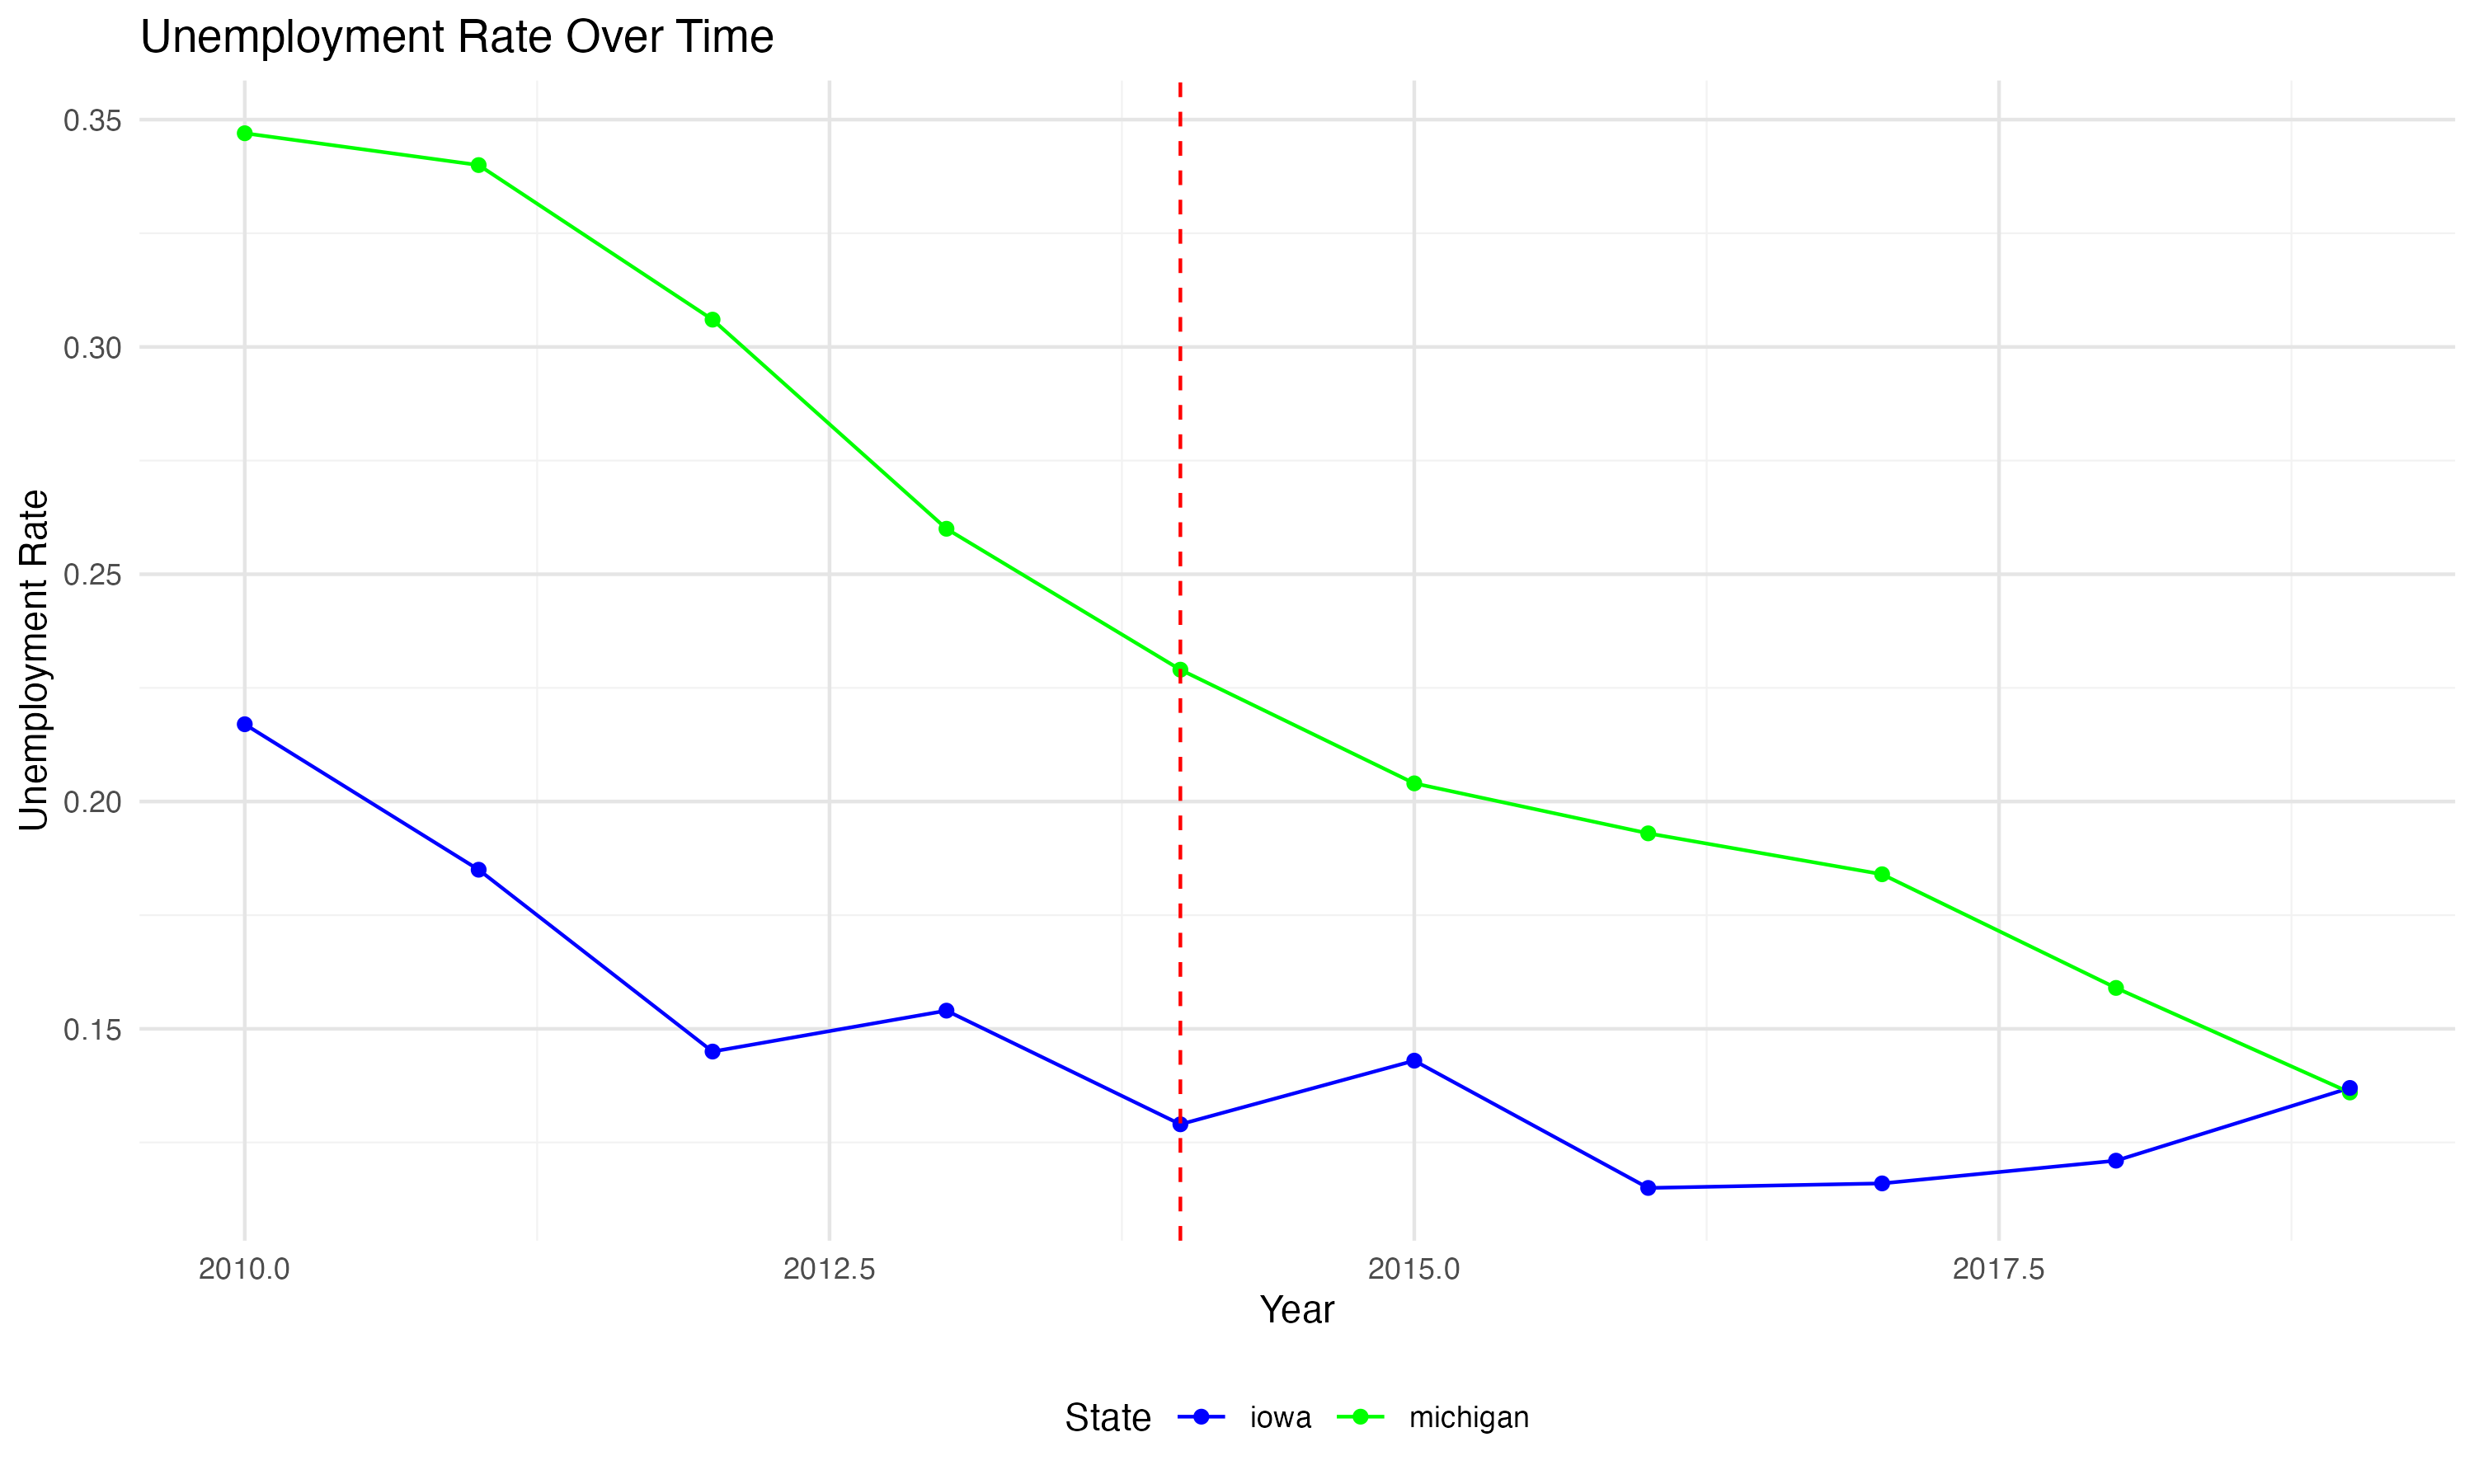 Unemployment Rate Over Time
Unemployment Rate
0.35
0.30
0.25
0.20
0.15
2010.0 2012.5 2015.0 2017.5
Year
State iowa michigan